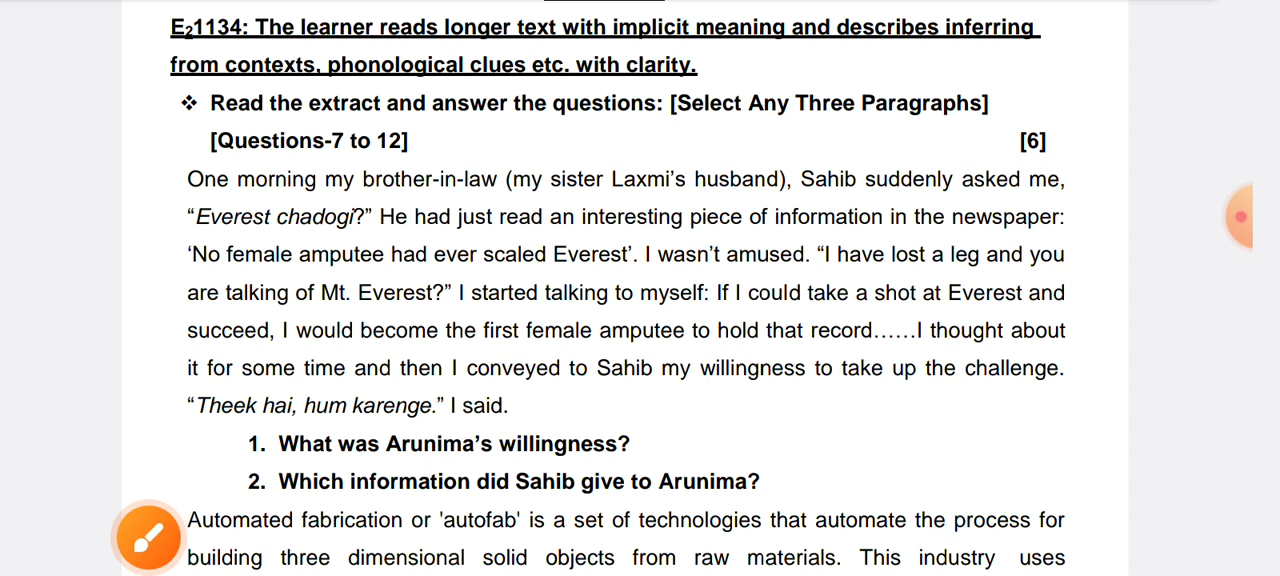 E₂1134: The learner reads longer text with implicit meaning and describes inferring
from contexts, phonological clues etc. with clarity.
❖ Read the extract and answer the questions: [Select Any Three Paragraphs]
[Questions-7 to 12] [6]
One morning my brother-in-law (my sister Laxmi’s husband), Sahib suddenly asked me,
“Everest chadogi?” He had just read an interesting piece of information in the newspaper:
‘No female amputee had ever scaled Everest’. I wasn’t amused. “I have lost a leg and you
are talking of Mt. Everest?” I started talking to myself: If I could take a shot at Everest and
succeed, I would become the first female amputee to hold that record……I thought about
it for some time and then I conveyed to Sahib my willingness to take up the challenge.
“Theek hai, hum karenge.” I said.
1. What was Arunima’s willingness?
2. Which information did Sahib give to Arunima?
Automated fabrication or 'autofab' is a set of technologies that automate the process for
building three dimensional solid objects from raw materials. This industry uses